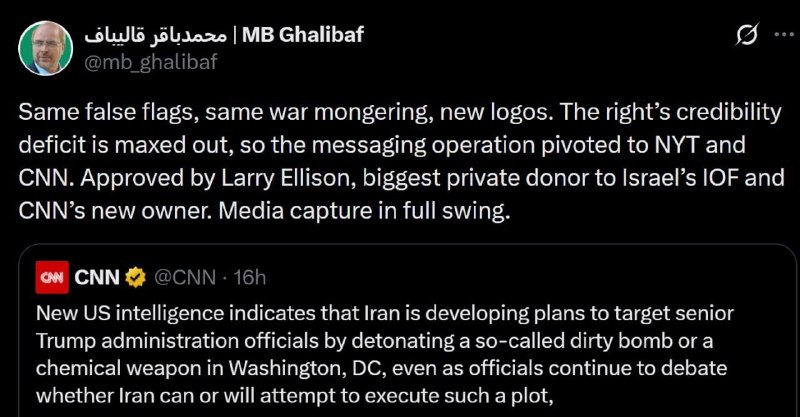 محمدباقر قالیباف | MB Ghalibaf
@mb_ghalibaf
Same false flags, same war mongering, new logos. The right’s credibility
deficit is maxed out, so the messaging operation pivoted to NYT and
CNN. Approved by Larry Ellison, biggest private donor to Israel’s IOF and
CNN’s new owner. Media capture in full swing.
CNN CNN @CNN · 16h
New US intelligence indicates that Iran is developing plans to target senior
Trump administration officials by detonating a so-called dirty bomb or a
chemical weapon in Washington, DC, even as officials continue to debate
whether Iran can or will attempt to execute such a plot,